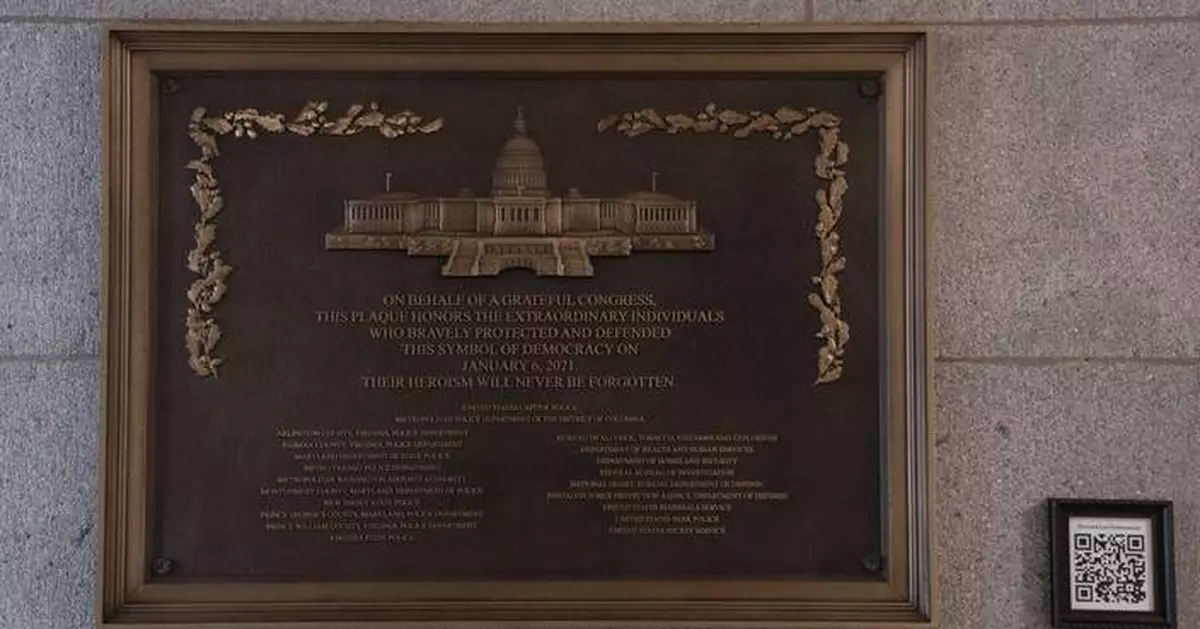 ON BEHALF OF A GRATEFUL CONGRESS,
THIS PLAQUE HONORS THE EXTRAORDINARY INDIVIDUALS
WHO BRAVELY PROTECTED AND DEFENDED
THIS SYMBOL OF DEMOCRACY ON
JANUARY 6, 2021.
THEIR HEROISM WILL NEVER BE FORGOTTEN
UNITED STATES CAPITOL POLICE
METROPOLITAN POLICE DEPARTMENT OF THE DISTRICT OF COLUMBIA
ARLINGTON COUNTY, VIRGINIA, POLICE DEPARTMENT
FAIRFAX COUNTY, VIRGINIA, POLICE DEPARTMENT
MARYLAND DEPARTMENT OF STATE POLICE
METRO TRANSIT POLICE DEPARTMENT
METROPOLITAN WASHINGTON AIRPORTS AUTHORITY
MONTGOMERY COUNTY, MARYLAND, DEPARTMENT OF POLICE
NEW JERSEY STATE POLICE
PRINCE GEORGE'S COUNTY, MARYLAND, POLICE DEPARTMENT
PRINCE WILLIAM COUNTY, VIRGINIA, POLICE DEPARTMENT
VIRGINIA STATE POLICE
BUREAU OF ALCOHOL, TOBACCO, FIREARMS AND EXPLOSIVES
DEPARTMENT OF HEALTH AND HUMAN SERVICES
DEPARTMENT OF HOMELAND SECURITY
FEDERAL BUREAU OF INVESTIGATION
NATIONAL GUARD BUREAU, DEPARTMENT OF DEFENSE
PENTAGON FORCE PROTECTION AGENCY, DEPARTMENT OF DEFENSE
UNITED STATES MARSHALS SERVICE
UNITED STATES PARK POLICE
UNITED STATES SECRET SERVICE